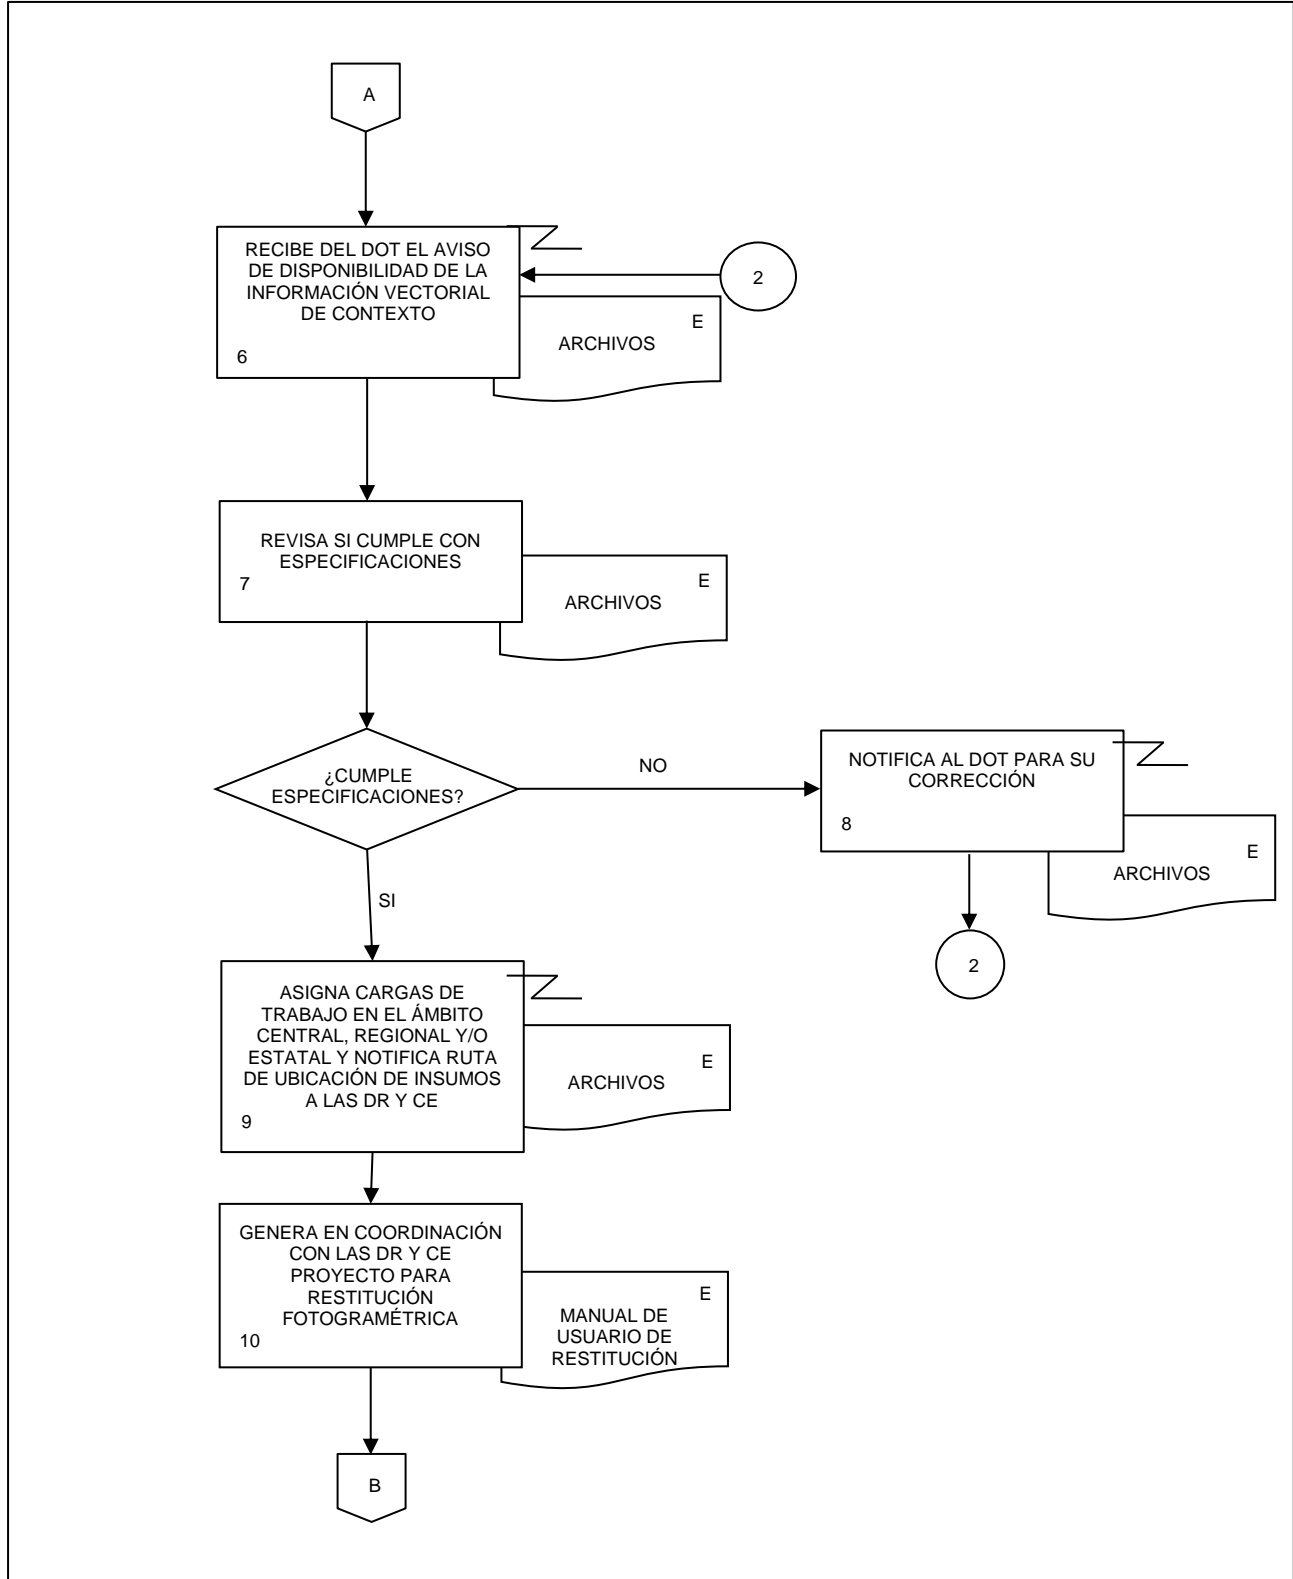 A
RECIBE DEL DOT EL AVISO
DE DISPONIBILIDAD DE LA
INFORMACIÓN VECTORIAL
DE CONTEXTO
6
2
E
ARCHIVOS
REVISA SI CUMPLE CON
ESPECIFICACIONES
7
E
ARCHIVOS
¿CUMPLE
ESPECIFICACIONES?
NO
NOTIFICA AL DOT PARA SU
CORRECCIÓN
8
E
ARCHIVOS
2
SI
ASIGNA CARGAS DE
TRABAJO EN EL ÁMBITO
CENTRAL, REGIONAL Y/O
ESTATAL Y NOTIFICA RUTA
DE UBICACIÓN DE INSUMOS
A LAS DR Y CE
9
E
ARCHIVOS
GENERA EN COORDINACIÓN
CON LAS DR Y CE
PROYECTO PARA
RESTITUCIÓN
FOTOGRAMÉTRICA
10
E
MANUAL DE
USUARIO DE
RESTITUCIÓN
B